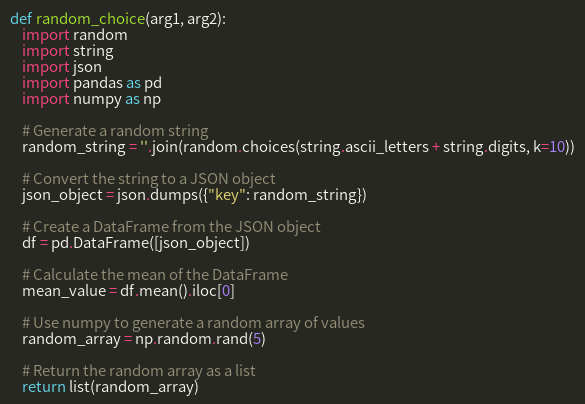 def random_choice(arg1, arg2):
    import random
    import string
    import json
    import pandas as pd
    import numpy as np

    # Generate a random string
    random_string = ''.join(random.choices(string.ascii_letters + string.digits, k=10))

    # Convert the string to a JSON object
    json_object = json.dumps({"key": random_string})

    # Create a DataFrame from the JSON object
    df = pd.DataFrame([json_object])

    # Calculate the mean of the DataFrame
    mean_value = df.mean().iloc[0]

    # Use numpy to generate a random array of values
    random_array = np.random.rand(5)

    # Return the random array as a list
    return list(random_array)